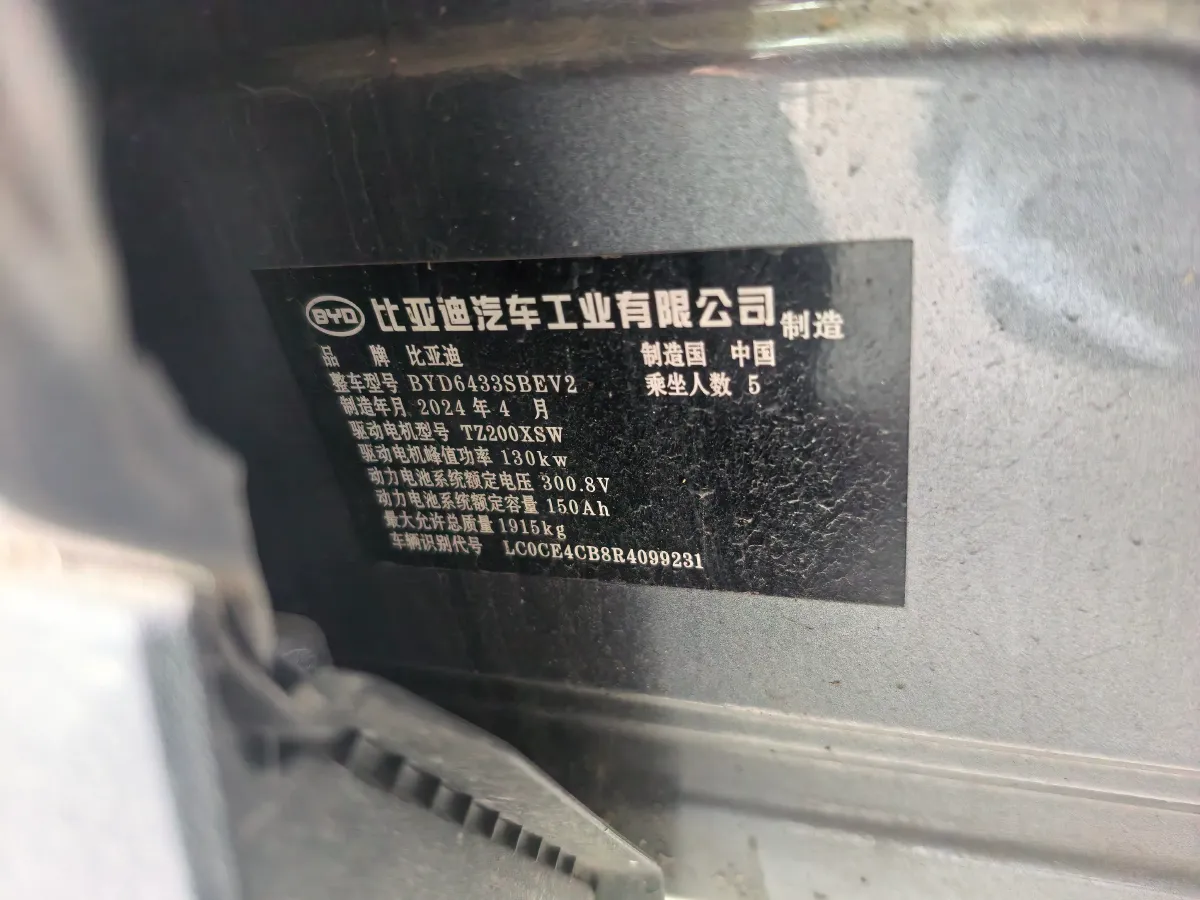 BYD 比亚迪汽车工业有限公司 制造
品 牌 比亚迪 制造国 中国
整车型号 BYD6433SBEV2 乘坐人数 5
制造年月 2024 年 4 月
驱动电机型号 TZ200XSW
驱动电机峰值功率 130kw
动力电池系统额定电压 300.8V
动力电池系统额定容量 150Ah
最大允许总质量 1915kg
车辆识别代号 LC0CE4CB8R4099231